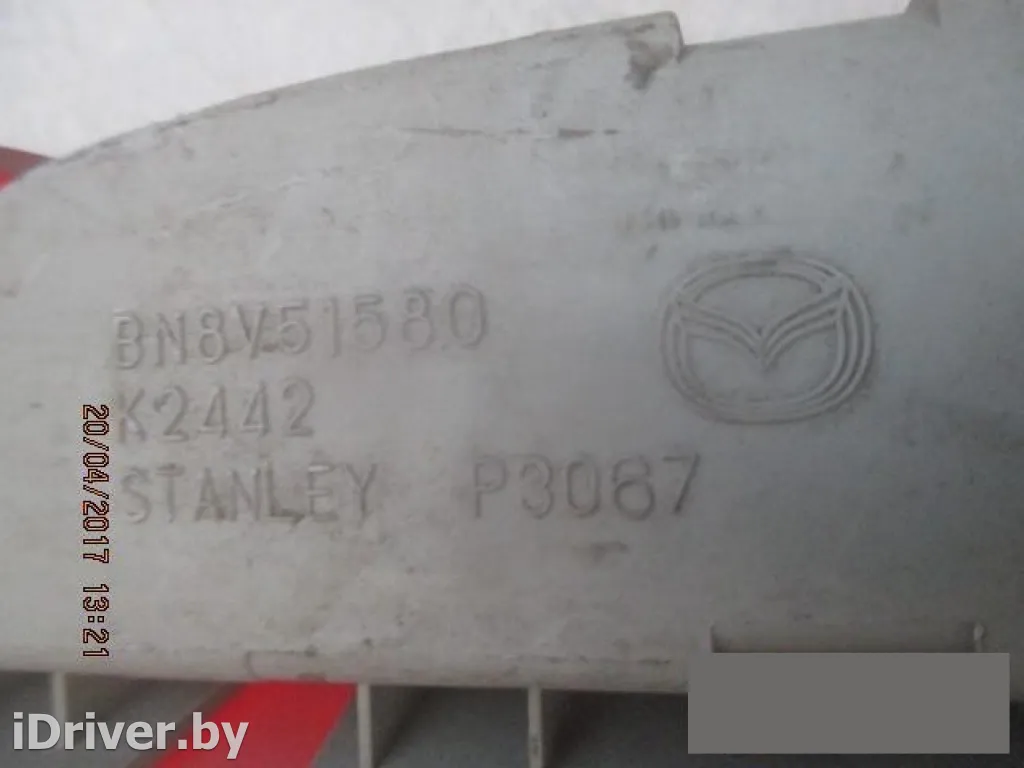 BN8V51580
K2442
STANLEY P3067
20/04/2017 13:21
iDriver.by